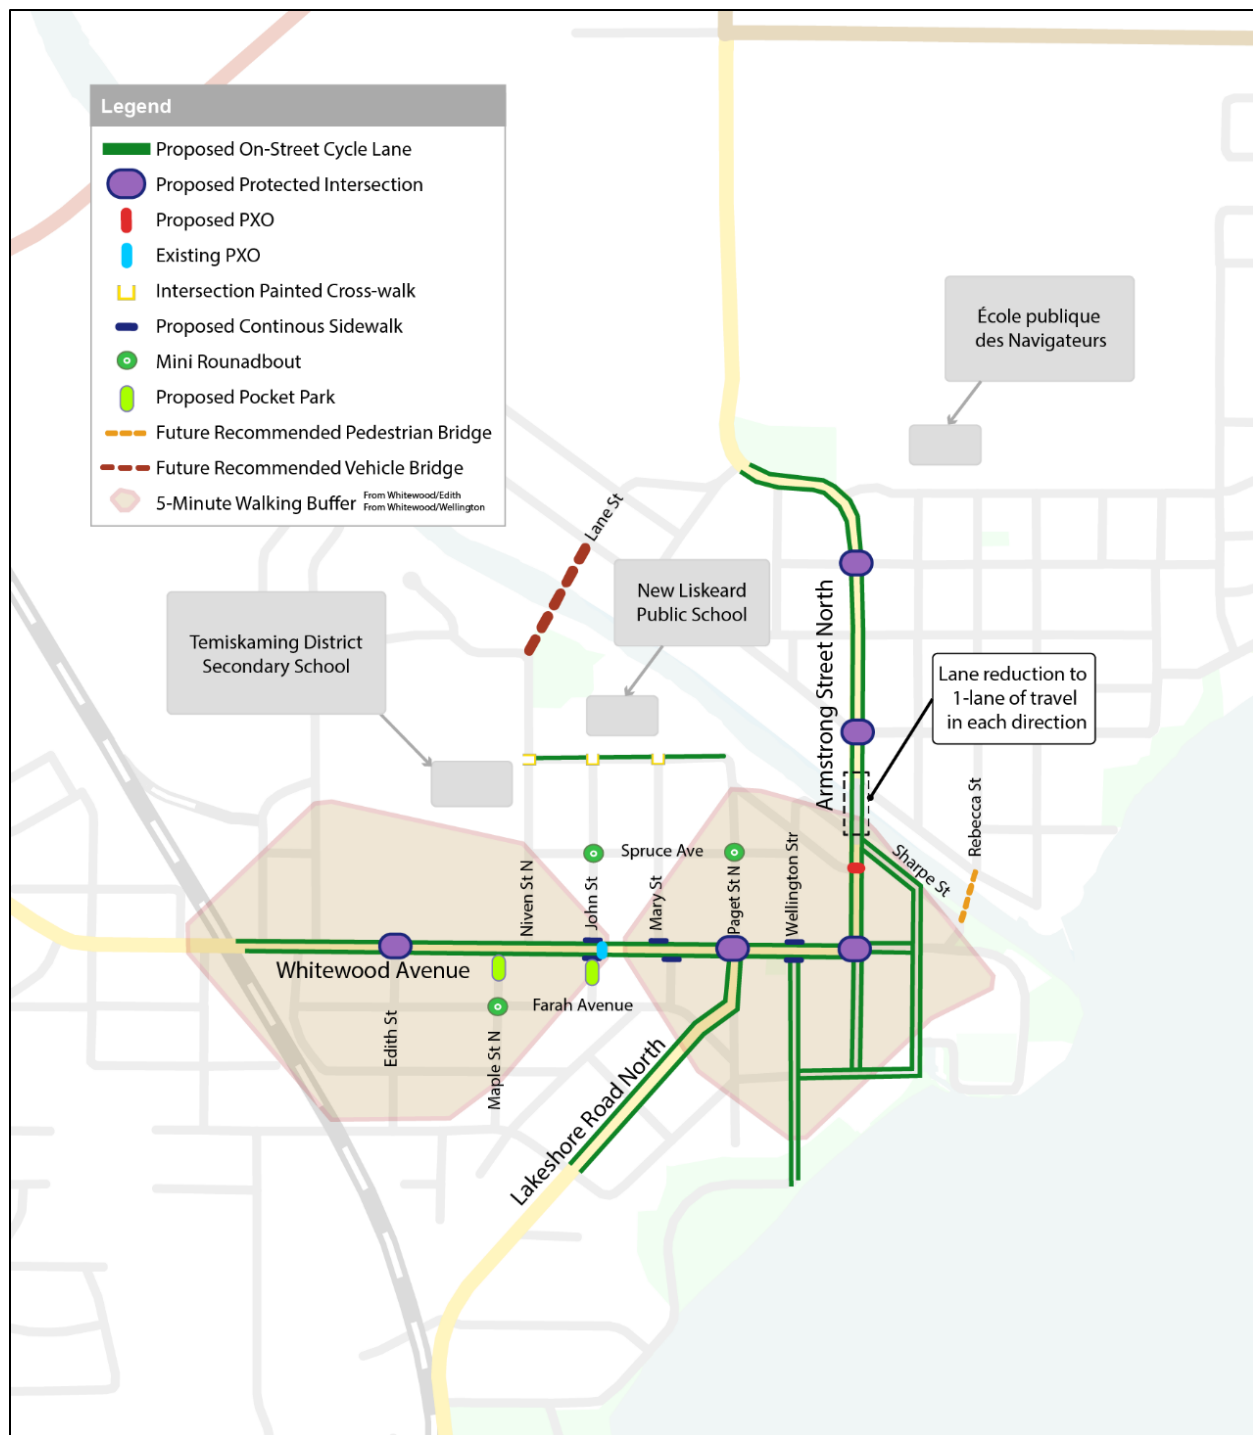 Legend
Proposed On-Street Cycle Lane
Proposed Protected Intersection
Proposed PXO
Existing PXO
Intersection Painted Cross-walk
Proposed Continous Sidewalk
Mini Rounadbout
Proposed Pocket Park
Future Recommended Pedestrian Bridge
Future Recommended Vehicle Bridge
5-Minute Walking Buffer
From Whitewood/Edith
From Whitewood/Wellington
École publique
des Navigateurs
Lane St
New Liskeard
Public School
Temiskaming District
Secondary School
Armstrong Street North
Lane reduction to
1-lane of travel
in each direction
Rebecca St
Sharpe St
Spruce Ave
Niven St N
John St
Mary St
Paget St N
Wellington Str
Whitewood Avenue
Farah Avenue
Edith St
Maple St N
Lakeshore Road North